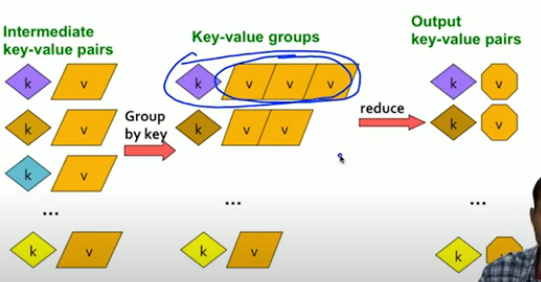 Intermediate
key-value pairs
Key-value groups
Output
key-value pairs
k v
k v v v
k v
Group
by key
reduce
k v
k v v
k v
k v
...
...
...
k v
k v
k